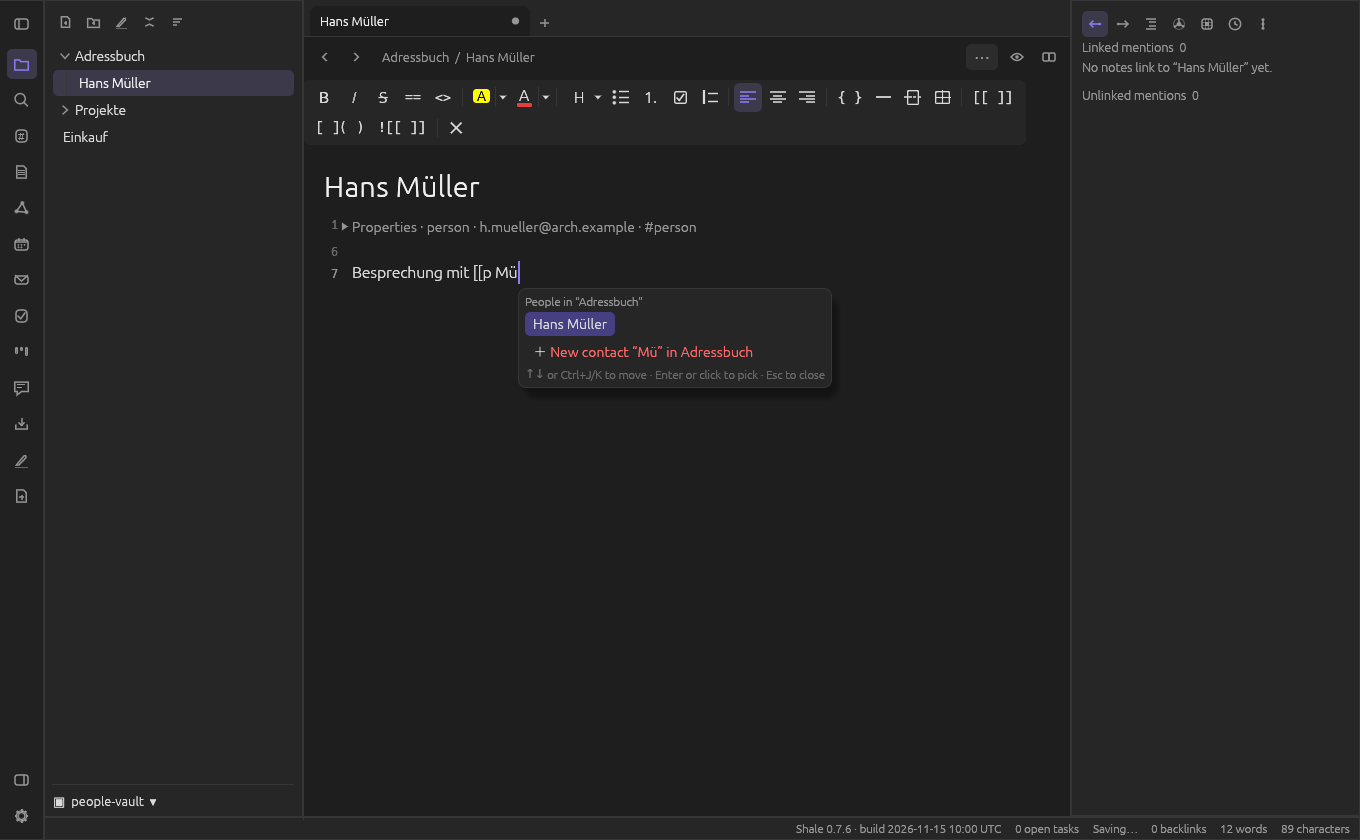 Hans Müller
Adressbuch / Hans Müller
Adressbuch
Hans Müller
Projekte
Einkauf
B I S == <> A A H 1. { } — [[ ]]
[ ]( ) ![[ ]]
Hans Müller
1 Properties · person · h.mueller@arch.example · #person
6
7 Besprechung mit [[p Mü
People in “Adressbuch”
Hans Müller
+ New contact “Mü” in Adressbuch
↑↓ or Ctrl+J/K to move · Enter or click to pick · Esc to close
Linked mentions 0
No notes link to “Hans Müller” yet.
Unlinked mentions 0
people-vault ▾
Shale 0.7.6 · build 2026-11-15 10:00 UTC 0 open tasks Saving… 0 backlinks 12 words 89 characters